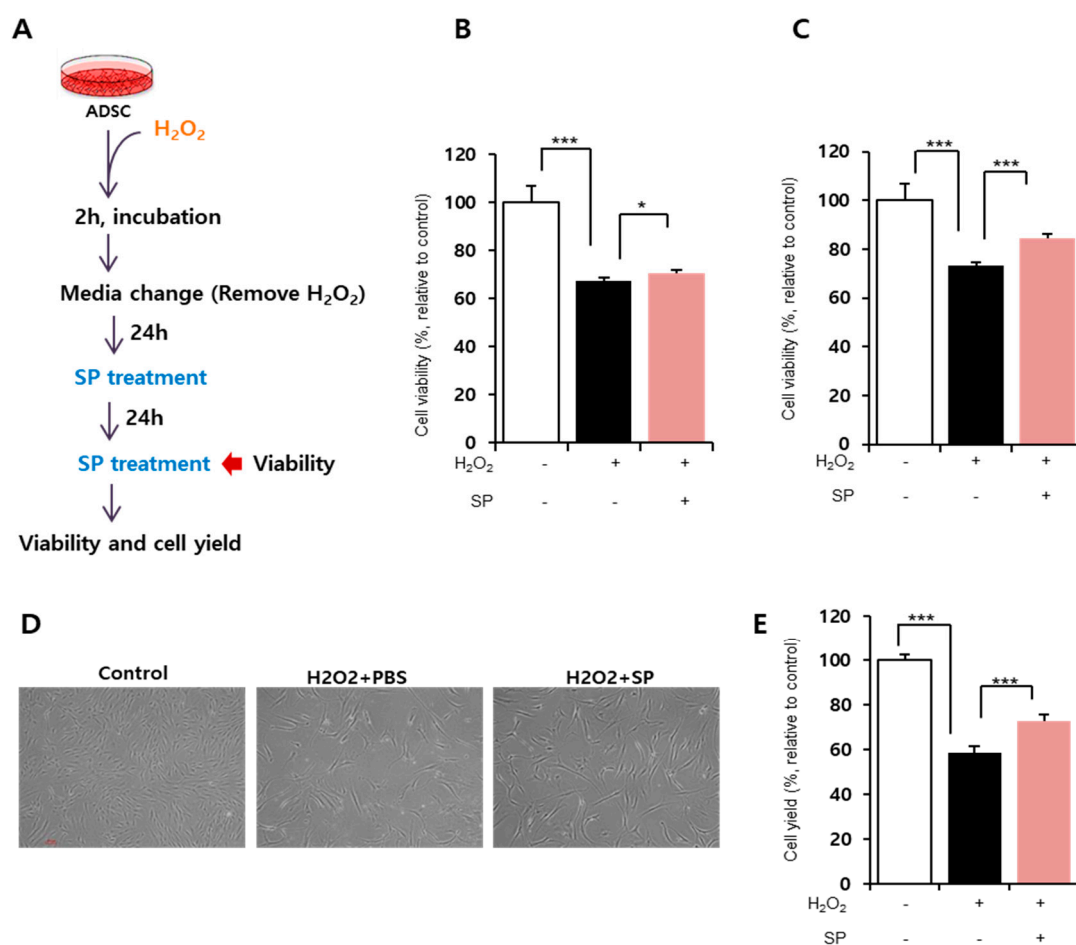 A
ADSC
H₂O₂
2h, incubation
Media change (Remove H₂O₂)
24h
SP treatment
24h
SP treatment
Viability
Viability and cell yield
B
Cell viability (%, relative to control)
120
100
80
60
40
20
0
***
*
H₂O₂ - + +
SP - - +
C
Cell viability (%, relative to control)
120
100
80
60
40
20
0
***
***
H₂O₂ - + +
SP - - +
D
Control
H2O2+PBS
H2O2+SP
E
Cell yield (%, relative to control)
120
100
80
60
40
20
0
***
***
H₂O₂ - + +
SP - - +